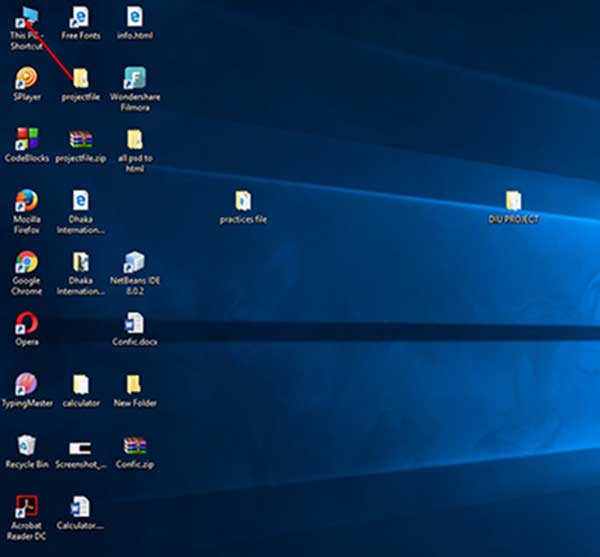 This PC -
Shortcut
Free Fonts
info.html
SPlayer
projectfile
Wondershare
Filmora
CodeBlocks
projectfile.zip
all psd to
html
Mozilla
Firefox
Dhaka
Internation...
practices file
DIU PROJECT
Google
Chrome
Dhaka
Internation...
NetBeans IDE
8.0.2
Opera
Confic.docx
TypingMaster
calculator
New Folder
Recycle Bin
Screenshot_...
Confic.zip
Acrobat
Reader DC
Calculator....